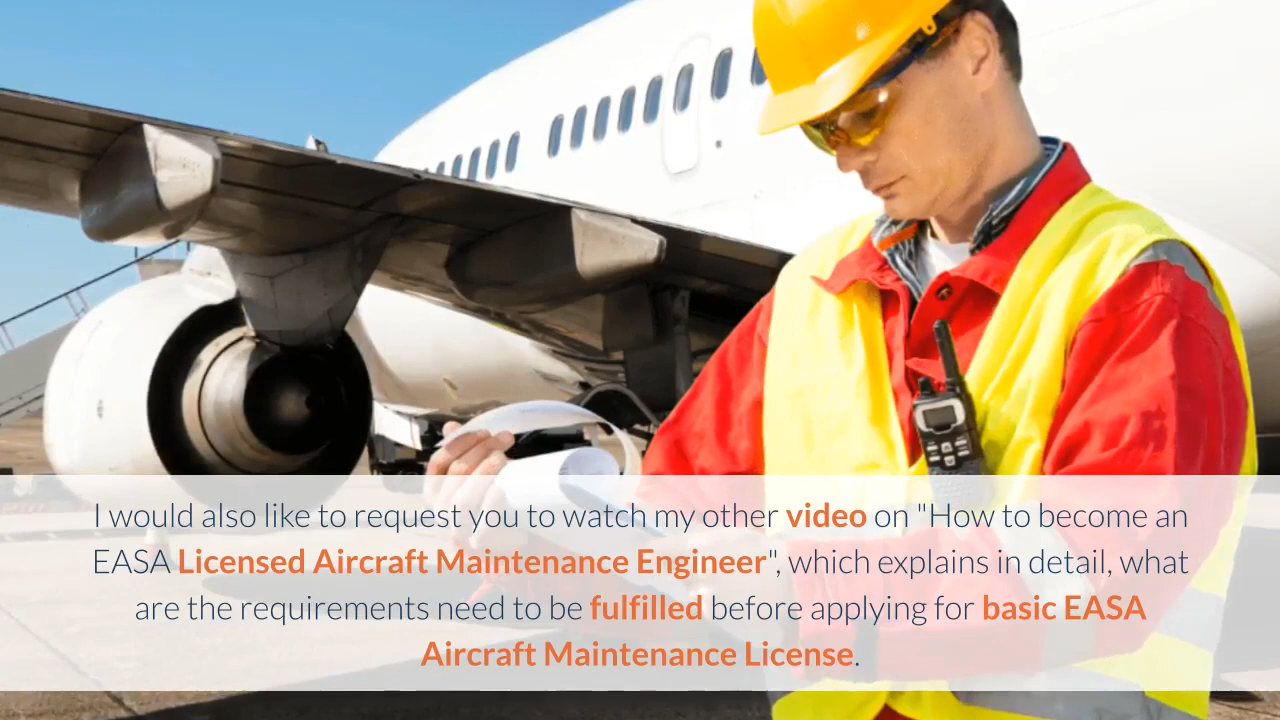 I would also like to request you to watch my other video on "How to become an
EASA Licensed Aircraft Maintenance Engineer", which explains in detail, what
are the requirements need to be fulfilled before applying for basic EASA
Aircraft Maintenance License.